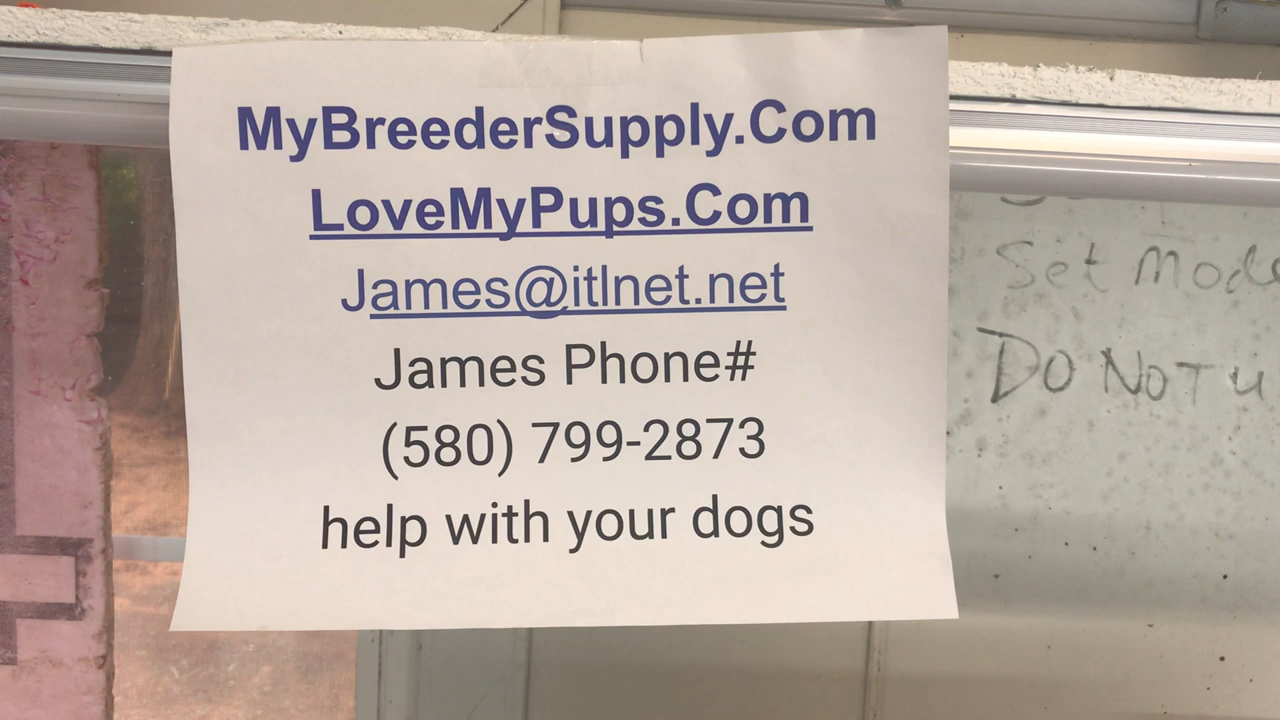 MyBreederSupply.Com
LoveMyPups.Com
James@itlnet.net
James Phone#
(580) 799-2873
help with your dogs
Set Mode
DO NOT